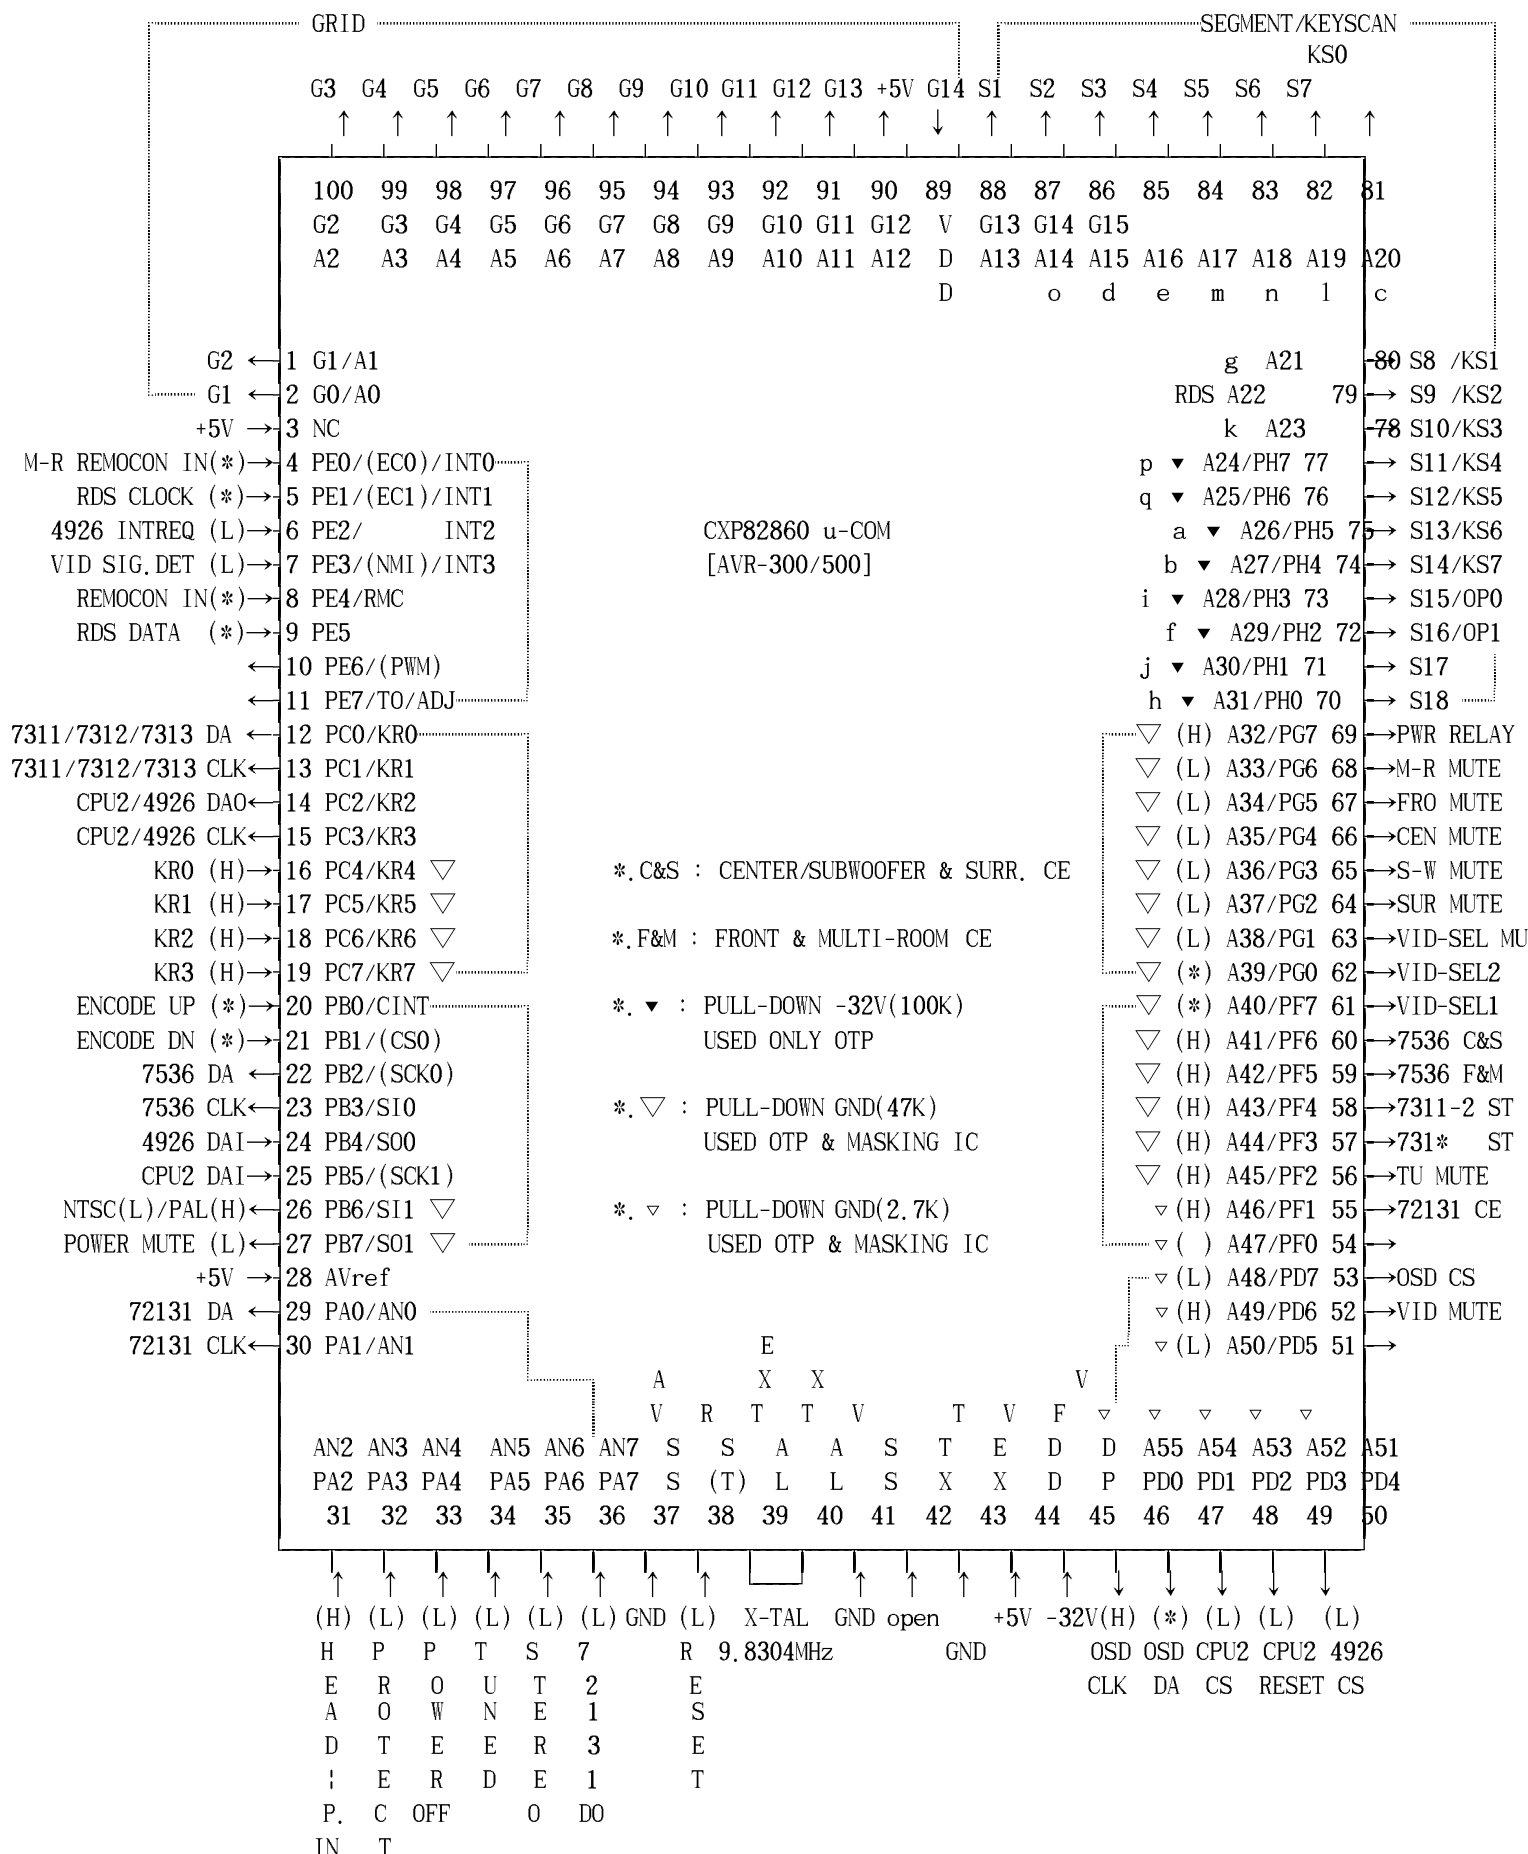 GRID SEGMENT/KEYSCAN
KS0
G3 G4 G5 G6 G7 G8 G9 G10 G11 G12 G13 +5V G14 S1 S2 S3 S4 S5 S6 S7
↑ ↑ ↑ ↑ ↑ ↑ ↑ ↑ ↑ ↑ ↑ ↓ ↑ ↑ ↑ ↑ ↑ ↑ ↑ ↑
100 99 98 97 96 95 94 93 92 91 90 89 88 87 86 85 84 83 82 81
G2 G3 G4 G5 G6 G7 G8 G9 G10 G11 G12 V G13 G14 G15
A2 A3 A4 A5 A6 A7 A8 A9 A10 A11 A12 D A13 A14 A15 A16 A17 A18 A19 A20
D o d e m n l c
G2 ← 1 G1/A1 g A21 80 → S8 /KS1
G1 ← 2 G0/A0 RDS A22 79 → S9 /KS2
+5V → 3 NC k A23 78 → S10/KS3
M-R REMOCON IN(*)→ 4 PE0/(EC0)/INT0 p ▼ A24/PH7 77 → S11/KS4
RDS CLOCK (*)→ 5 PE1/(EC1)/INT1 q ▼ A25/PH6 76 → S12/KS5
4926 INTREQ (L)→ 6 PE2/ INT2 CXP82860 u-COM a ▼ A26/PH5 75 → S13/KS6
VID SIG.DET (L)→ 7 PE3/(NMI)/INT3 [AVR-300/500] b ▼ A27/PH4 74 → S14/KS7
REMOCON IN(*)→ 8 PE4/RMC i ▼ A28/PH3 73 → S15/OP0
RDS DATA (*)→ 9 PE5 f ▼ A29/PH2 72 → S16/OP1
← 10 PE6/(PWM) j ▼ A30/PH1 71 → S17
← 11 PE7/TO/ADJ h ▼ A31/PH0 70 → S18
7311/7312/7313 DA ← 12 PC0/KR0 ▽ (H) A32/PG7 69 →PWR RELAY
7311/7312/7313 CLK← 13 PC1/KR1 ▽ (L) A33/PG6 68 →M-R MUTE
CPU2/4926 DAO← 14 PC2/KR2 ▽ (L) A34/PG5 67 →FRO MUTE
CPU2/4926 CLK← 15 PC3/KR3 ▽ (L) A35/PG4 66 →CEN MUTE
KR0 (H)→ 16 PC4/KR4 ▽ *.C&S : CENTER/SUBWOOFER & SURR. CE ▽ (L) A36/PG3 65 →S-W MUTE
KR1 (H)→ 17 PC5/KR5 ▽ ▽ (L) A37/PG2 64 →SUR MUTE
KR2 (H)→ 18 PC6/KR6 ▽ *.F&M : FRONT & MULTI-ROOM CE ▽ (L) A38/PG1 63 →VID-SEL MU
KR3 (H)→ 19 PC7/KR7 ▽ ▽ (*) A39/PG0 62 →VID-SEL2
ENCODE UP (*)→ 20 PB0/CINT *. ▼ : PULL-DOWN -32V(100K) ▽ (*) A40/PF7 61 →VID-SEL1
ENCODE DN (*)→ 21 PB1/(CS0) USED ONLY OTP ▽ (H) A41/PF6 60 →7536 C&S
7536 DA ← 22 PB2/(SCK0) ▽ (H) A42/PF5 59 →7536 F&M
7536 CLK← 23 PB3/SI0 *. ▽ : PULL-DOWN GND(47K) ▽ (H) A43/PF4 58 →7311-2 ST
4926 DAI→ 24 PB4/SO0 USED OTP & MASKING IC ▽ (H) A44/PF3 57 →731* ST
CPU2 DAI→ 25 PB5/(SCK1) ▽ (H) A45/PF2 56 →TU MUTE
NTSC(L)/PAL(H)← 26 PB6/SI1 ▽ *. ▽ : PULL-DOWN GND(2.7K) ▽ (H) A46/PF1 55 →72131 CE
POWER MUTE (L)← 27 PB7/SO1 ▽ USED OTP & MASKING IC ▽ ( ) A47/PF0 54 →
+5V → 28 AVref ▽ (L) A48/PD7 53 →OSD CS
72131 DA ← 29 PA0/AN0 ▽ (H) A49/PD6 52 →VID MUTE
72131 CLK← 30 PA1/AN1 ▽ (L) A50/PD5 51 →
E
A X X V
V R T T V T V F ▽ ▽ ▽ ▽ ▽
AN2 AN3 AN4 AN5 AN6 AN7 S S A A S T E D D A55 A54 A53 A52 A51
PA2 PA3 PA4 PA5 PA6 PA7 S (T) L L S X X D P PD0 PD1 PD2 PD3 PD4
31 32 33 34 35 36 37 38 39 40 41 42 43 44 45 46 47 48 49 50
↑ ↑ ↑ ↑ ↑ ↑ ↑ ↑ ↑ ↑ ↑ ↑ ↑ ↓ ↓ ↓ ↓ ↓
(H) (L) (L) (L) (L) (L) GND (L) X-TAL GND open +5V -32V(H) (*) (L) (L) (L)
H P P T S 7 R 9.8304MHz GND OSD OSD CPU2 CPU2 4926
E R O U T 2 E CLK DA CS RESET CS
A O W N E 1 S
D T E E R 3 E
¦ E R D E 1 T
P. C OFF O DO
IN T